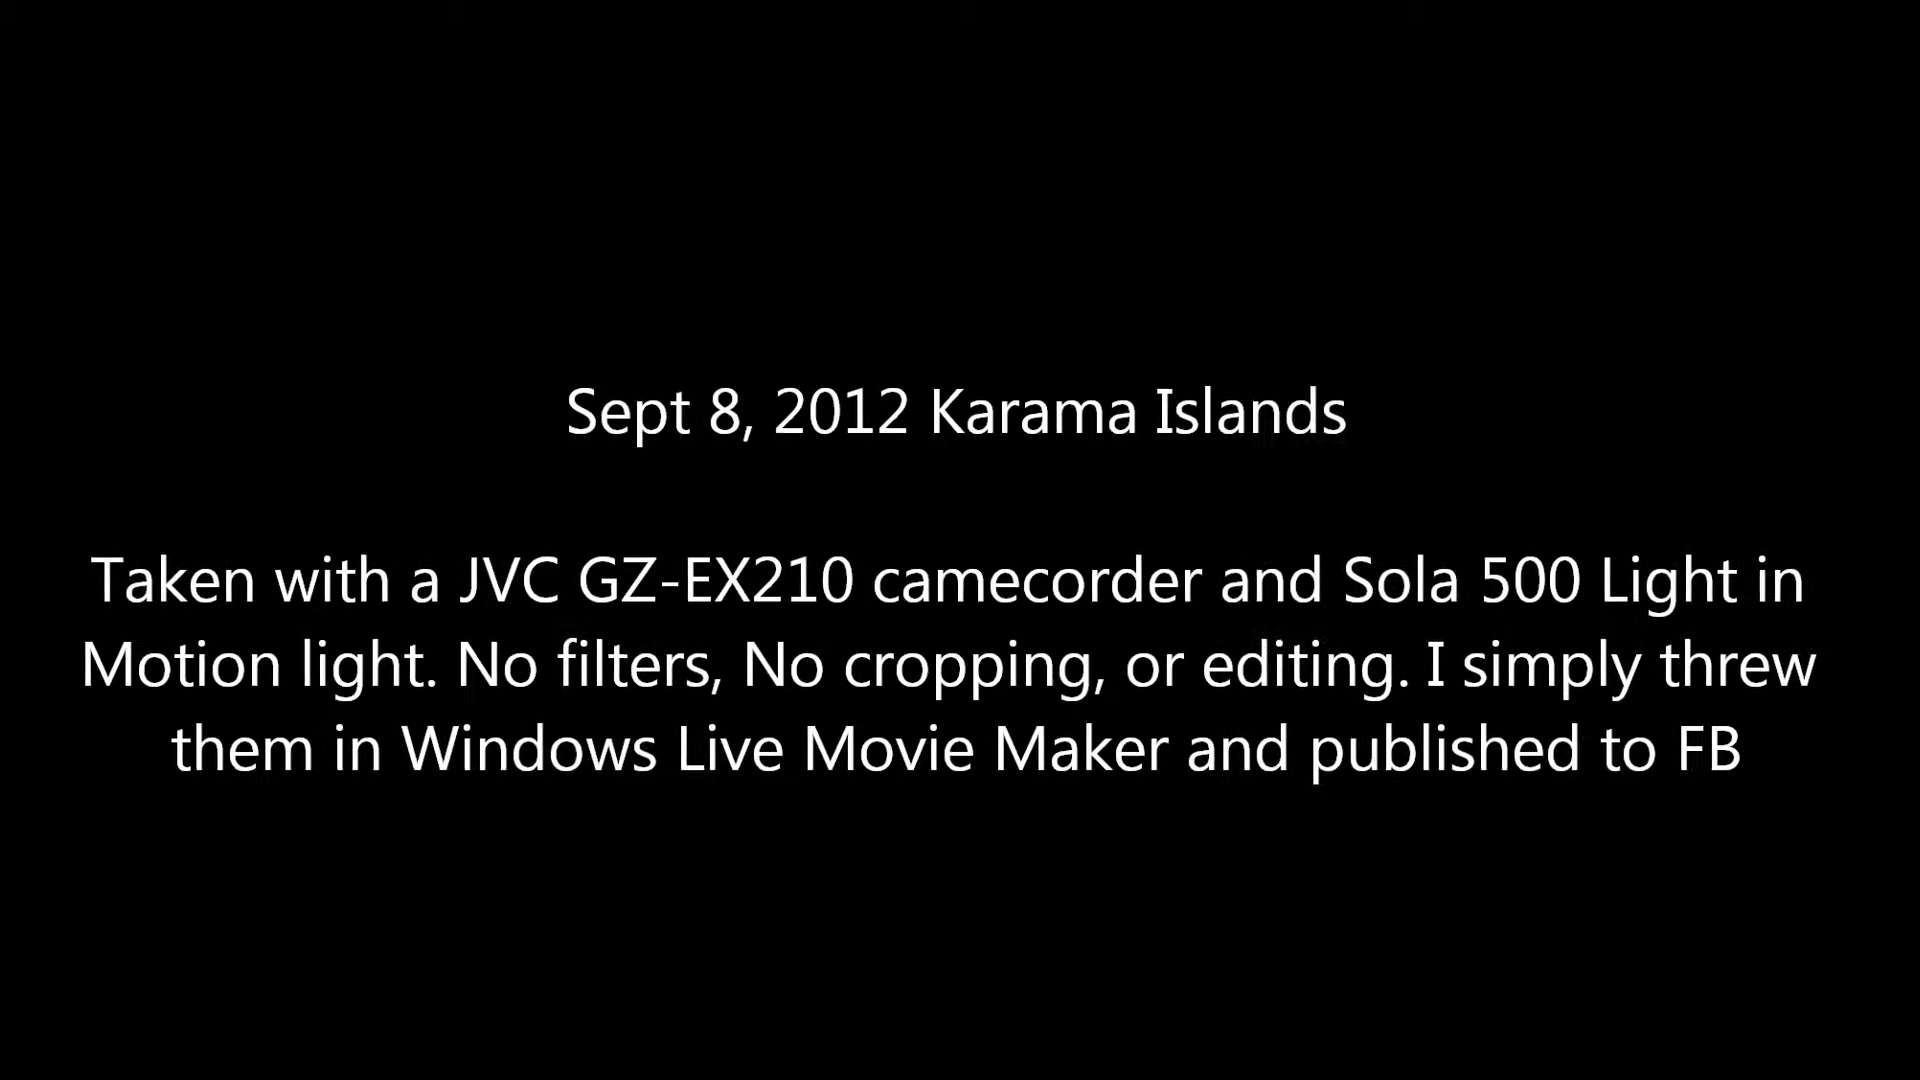 Sept 8, 2012 Karama Islands
Taken with a JVC GZ-EX210 camecorder and Sola 500 Light in
Motion light. No filters, No cropping, or editing. I simply threw
them in Windows Live Movie Maker and published to FB